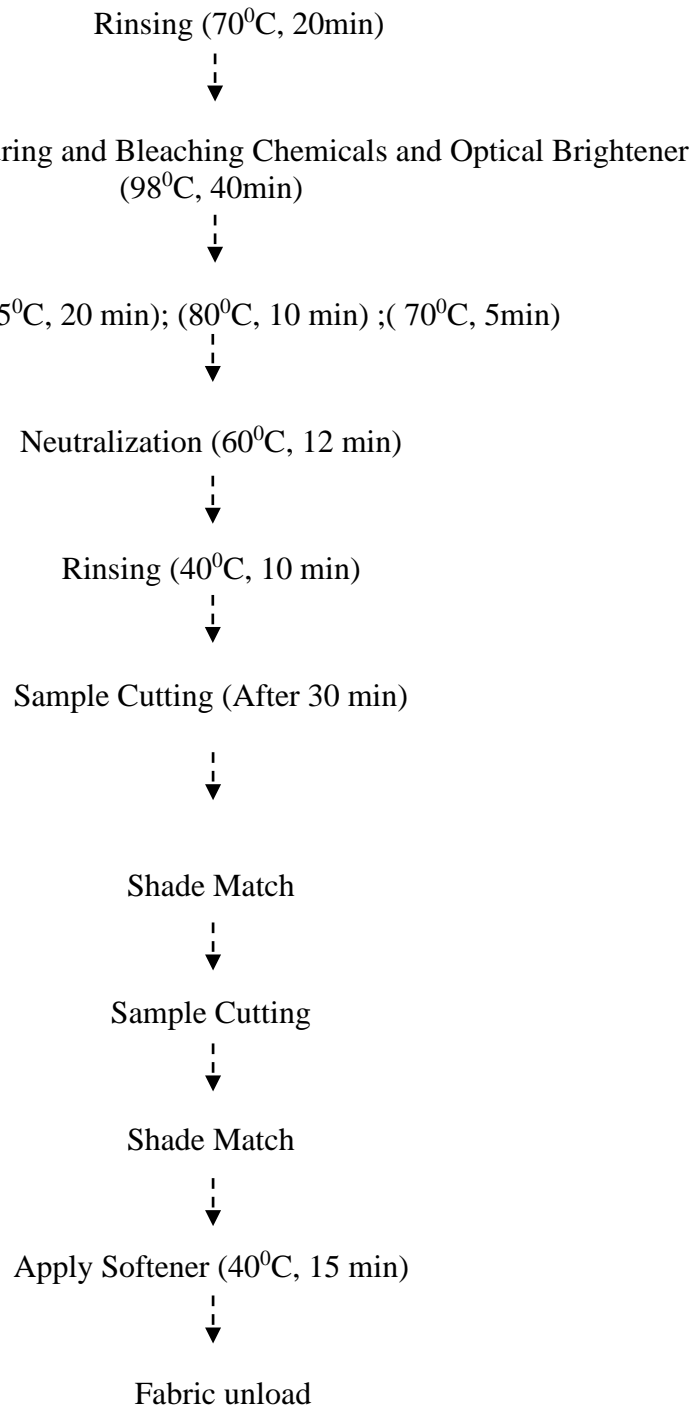 Rinsing (70⁰C, 20min)
ring and Bleaching Chemicals and Optical Brightener
(98⁰C, 40min)
5⁰C, 20 min); (80⁰C, 10 min) ;( 70⁰C, 5min)
Neutralization (60⁰C, 12 min)
Rinsing (40⁰C, 10 min)
Sample Cutting (After 30 min)
Shade Match
Sample Cutting
Shade Match
Apply Softener (40⁰C, 15 min)
Fabric unload